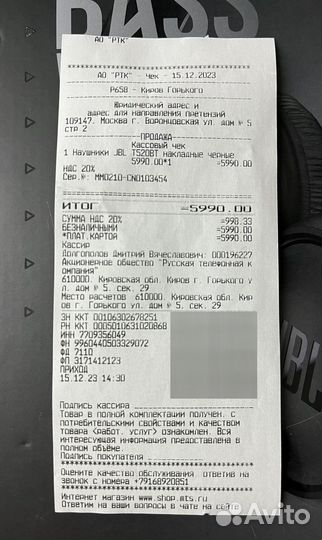 BASS
АО "РТК"
АО "РТК" - Чек - 15.12.2023
P658 - Киров Горького
Юридический адрес и
адрес для направления претензий
109147. Москва г. Воронцовская ул. дом № 5
стр 2
ПРОДАЖА
Кассовый чек
1 Наушники JBL T520BT накладные черные
5990.00*1 =5990.00
НДС 20%
Сер.№: MM0210-CN0103454
ИТОГ =5990.00
СУММА НДС 20% =998.33
БЕЗНАЛИЧНЫМИ =5990.00
*ПЛАТ.КАРТОЙ =5990.00
Кассир
Долгополов Дмитрий Вячеславович: 000196227
Акционерное общество "Русская телефонная к
омпания"
610000. Кировская обл. Киров г. Горького у
л. дом № 5. сек. 29
Место расчетов 610000. Кировская обл. Кир
ов г. Горького ул. дом № 5. сек. 29
ЗН ККТ 00106302678251
РН ККТ 0005010631020868
ИНН 7709356049
ФН 9960440503329072
ФД 7110
ФП 3171412123
ПРИХОД
15.12.23 14:30
Подпись кассира
Товар в полной комплектации получен. с
потребительскими свойствами и качеством
товара (работ. услуг) ознакомлен. Вся
интересующая информация предоставлена в
полном объёме.
Подпись покупателя
Оцените качество обслуживания. ответив на
звонок с номера +79168920851
Интернет магазин www.shop.mts.ru
Ответим на ваши вопросы в чате на сайте
JBL
Avito